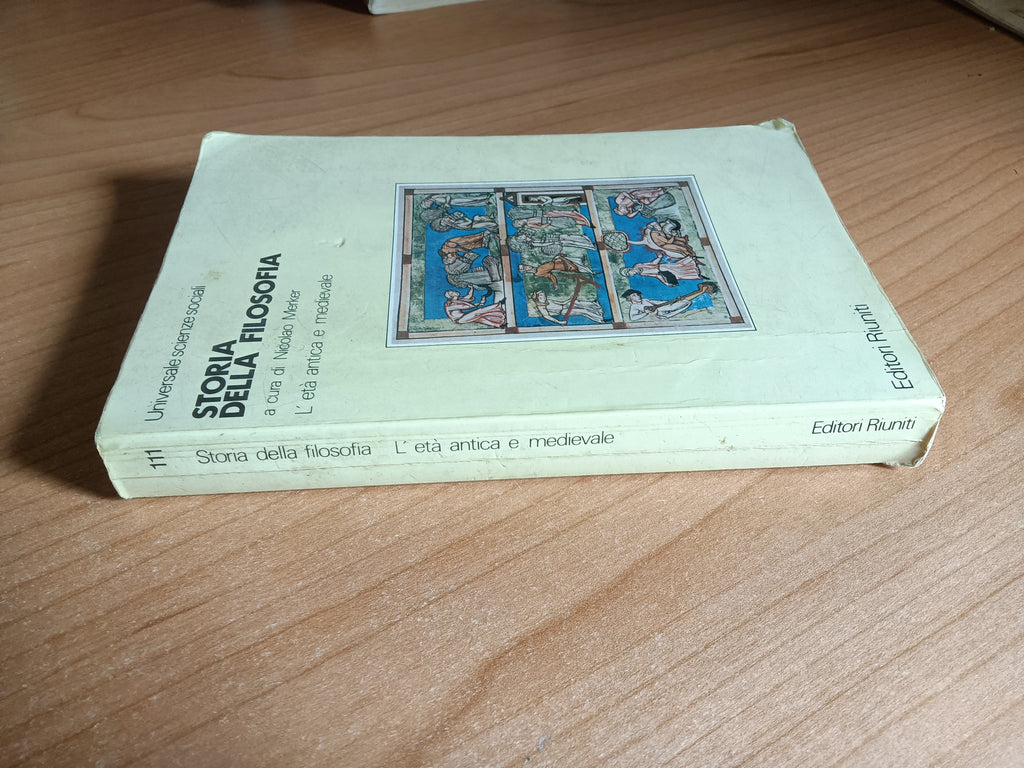 Universale scienze sociali
STORIA
DELLA FILOSOFIA
a cura di Nicolao Merker
L' età antica e medievale
Editori Riuniti
111 Storia della filosofia L' età antica e medievale Editori Riuniti